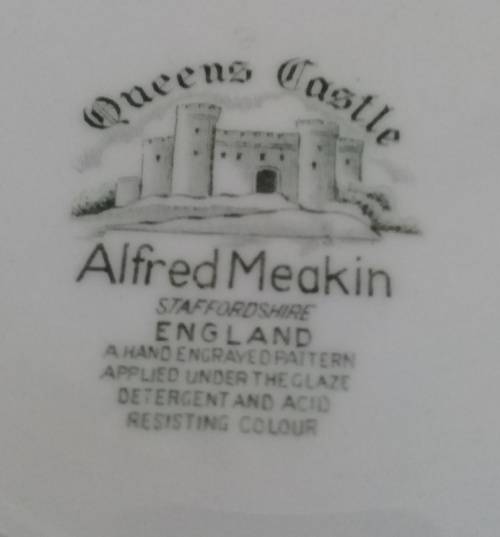 Queens Castle
Alfred Meakin
STAFFORDSHIRE
ENGLAND
A HAND ENGRAVED PATTERN
APPLIED UNDER THE GLAZE
DETERGENT AND ACID
RESISTING COLOUR